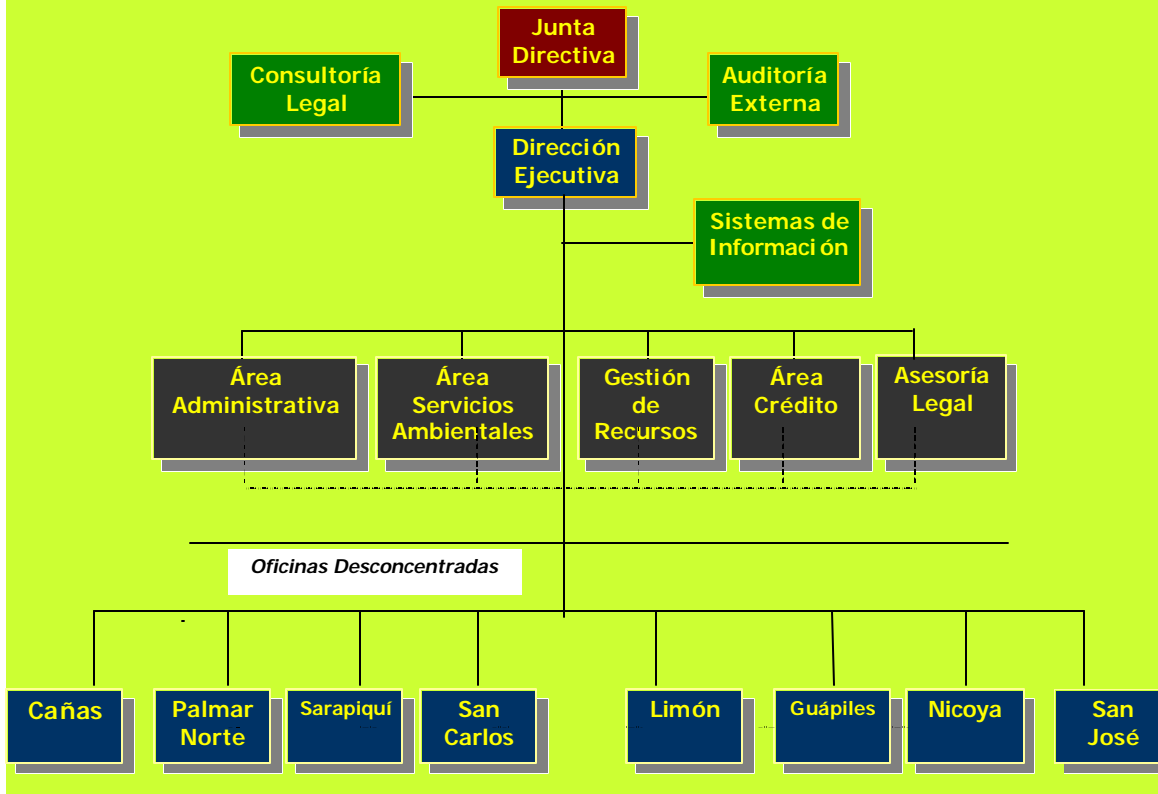 Junta
Directiva
Consultoría
Legal
Auditoría
Externa
Dirección
Ejecutiva
Sistemas de
Información
Área
Administrativa
Área
Servicios
Ambientales
Gestión
de
Recursos
Área
Crédito
Asesoría
Legal
Oficinas Desconcentradas
Cañas
Palmar
Norte
Sarapiquí
San
Carlos
Limón
Guápiles
Nicoya
San
José